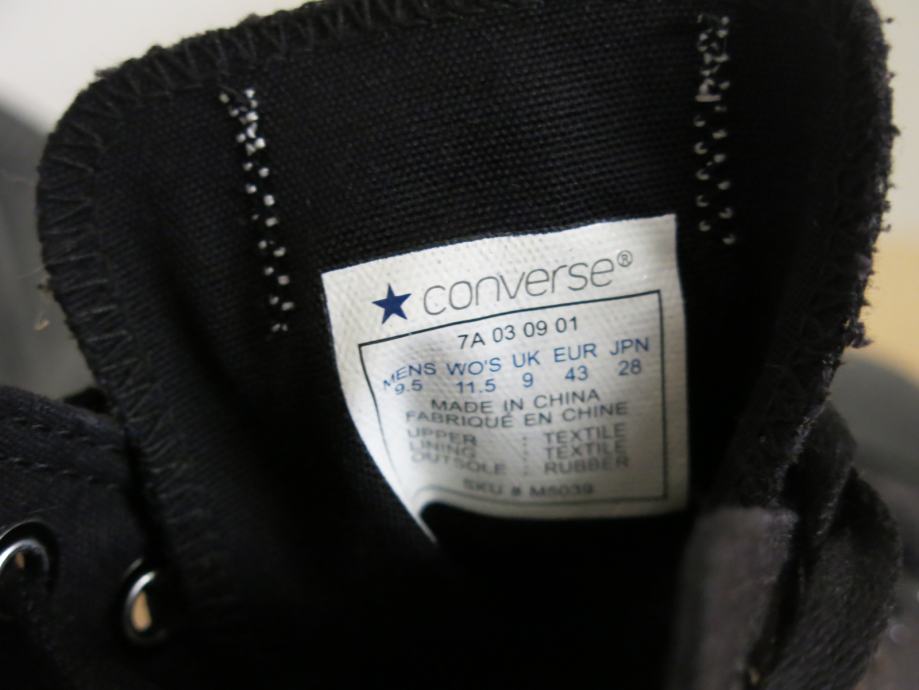 converse®
7A 03 09 01
MENS WO'S UK EUR JPN
9.5 11.5 9 43 28
MADE IN CHINA
FABRIQUÉ EN CHINE
UPPER : TEXTILE
LINING : TEXTILE
OUTSOLE : RUBBER
SKU # M5039